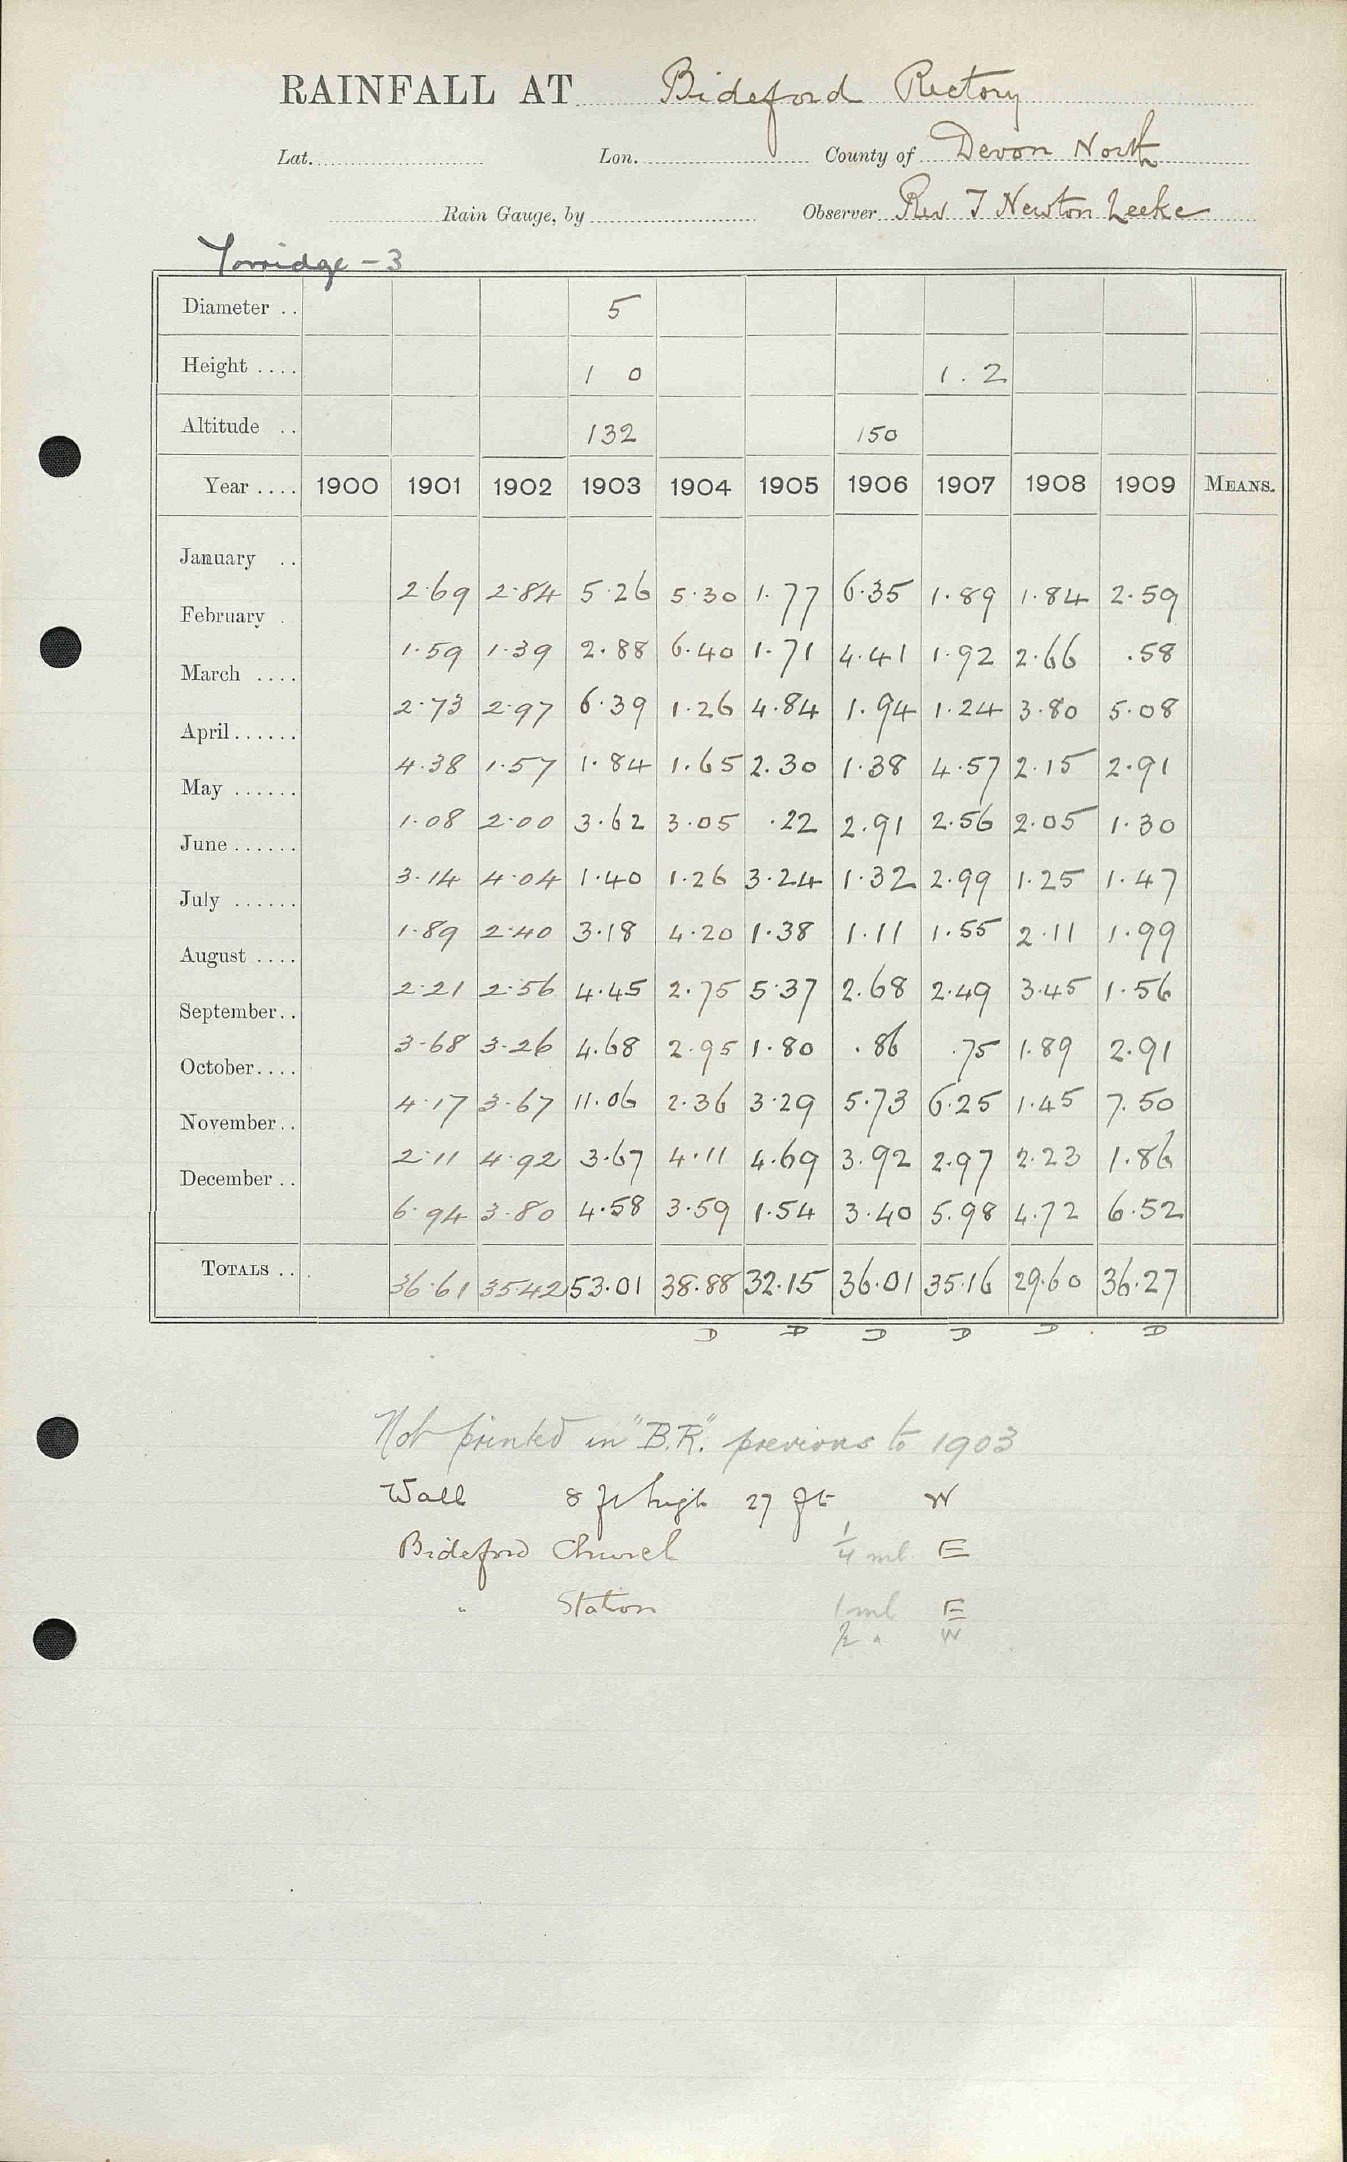 RAINFALL AT Bideford Rectory
Lat. Lon. County of Devon North
Rain Gauge, by Observer Rev T Newton Leeke
Torridge - 3
Diameter .. 5
Height .... 1 0 1.2
Altitude .. 132 150
Year .... 1900 1901 1902 1903 1904 1905 1906 1907 1908 1909 MEANS.
January .. 2.69 2.84 5.26 5.30 1.77 6.35 1.89 1.84 2.59
February . 1.59 1.39 2.88 6.40 1.71 4.41 1.92 2.66 .58
March .... 2.73 2.97 6.39 1.26 4.84 1.94 1.24 3.80 5.08
April ...... 4.38 1.57 1.84 1.65 2.30 1.38 4.57 2.15 2.91
May ...... 1.08 2.00 3.62 3.05 .22 2.91 2.56 2.05 1.30
June ...... 3.14 4.04 1.40 1.26 3.24 1.32 2.99 1.25 1.47
July ...... 1.89 2.40 3.18 4.20 1.38 1.11 1.55 2.11 1.99
August .... 2.21 2.56 4.45 2.75 5.37 2.68 2.49 3.45 1.56
September.. 3.68 3.26 4.68 2.95 1.80 .86 .75 1.89 2.91
October.... 4.17 3.67 11.06 2.36 3.29 5.73 6.25 1.45 7.50
November.. 2.11 4.92 3.67 4.11 4.69 3.92 2.97 2.23 1.86
December .. 6.94 3.80 4.58 3.59 1.54 3.40 5.98 4.72 6.52
TOTALS .. 36.61 35.42 53.01 38.88 32.15 36.01 35.16 29.60 36.27
D D D D D D
Not printed in "B.R." previous to 1903
Wall 8 ft high 27 ft W
Bideford Church 1/4 ml E
" Station 1 ml E
1/2 " W